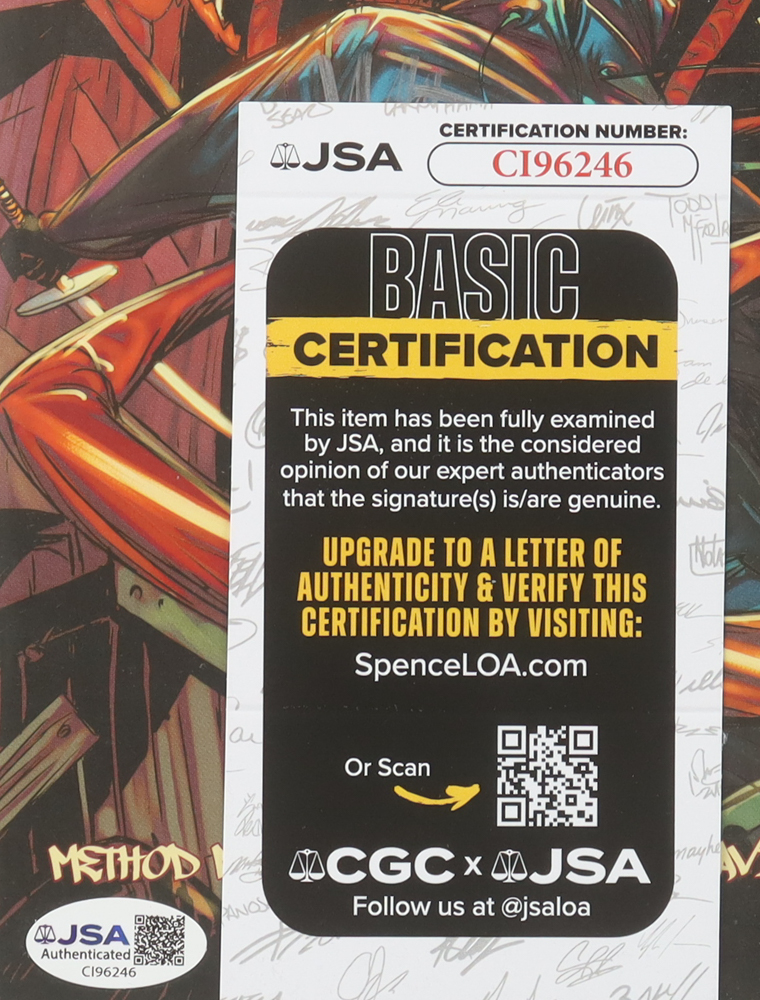 CERTIFICATION NUMBER:
JSA
CI96246
TODD
BASIC
CERTIFICATION
This item has been fully examined
by JSA, and it is the considered
opinion of our expert authenticators
that the signature(s) is/are genuine.
UPGRADE TO A LETTER OF
AUTHENTICITY & VERIFY THIS
CERTIFICATION BY VISITING:
SpenceLOA.com
Or Scan
CGC x JSA
Follow us at @jsaloa
METHOD
JSA
Authenticated
CI96246